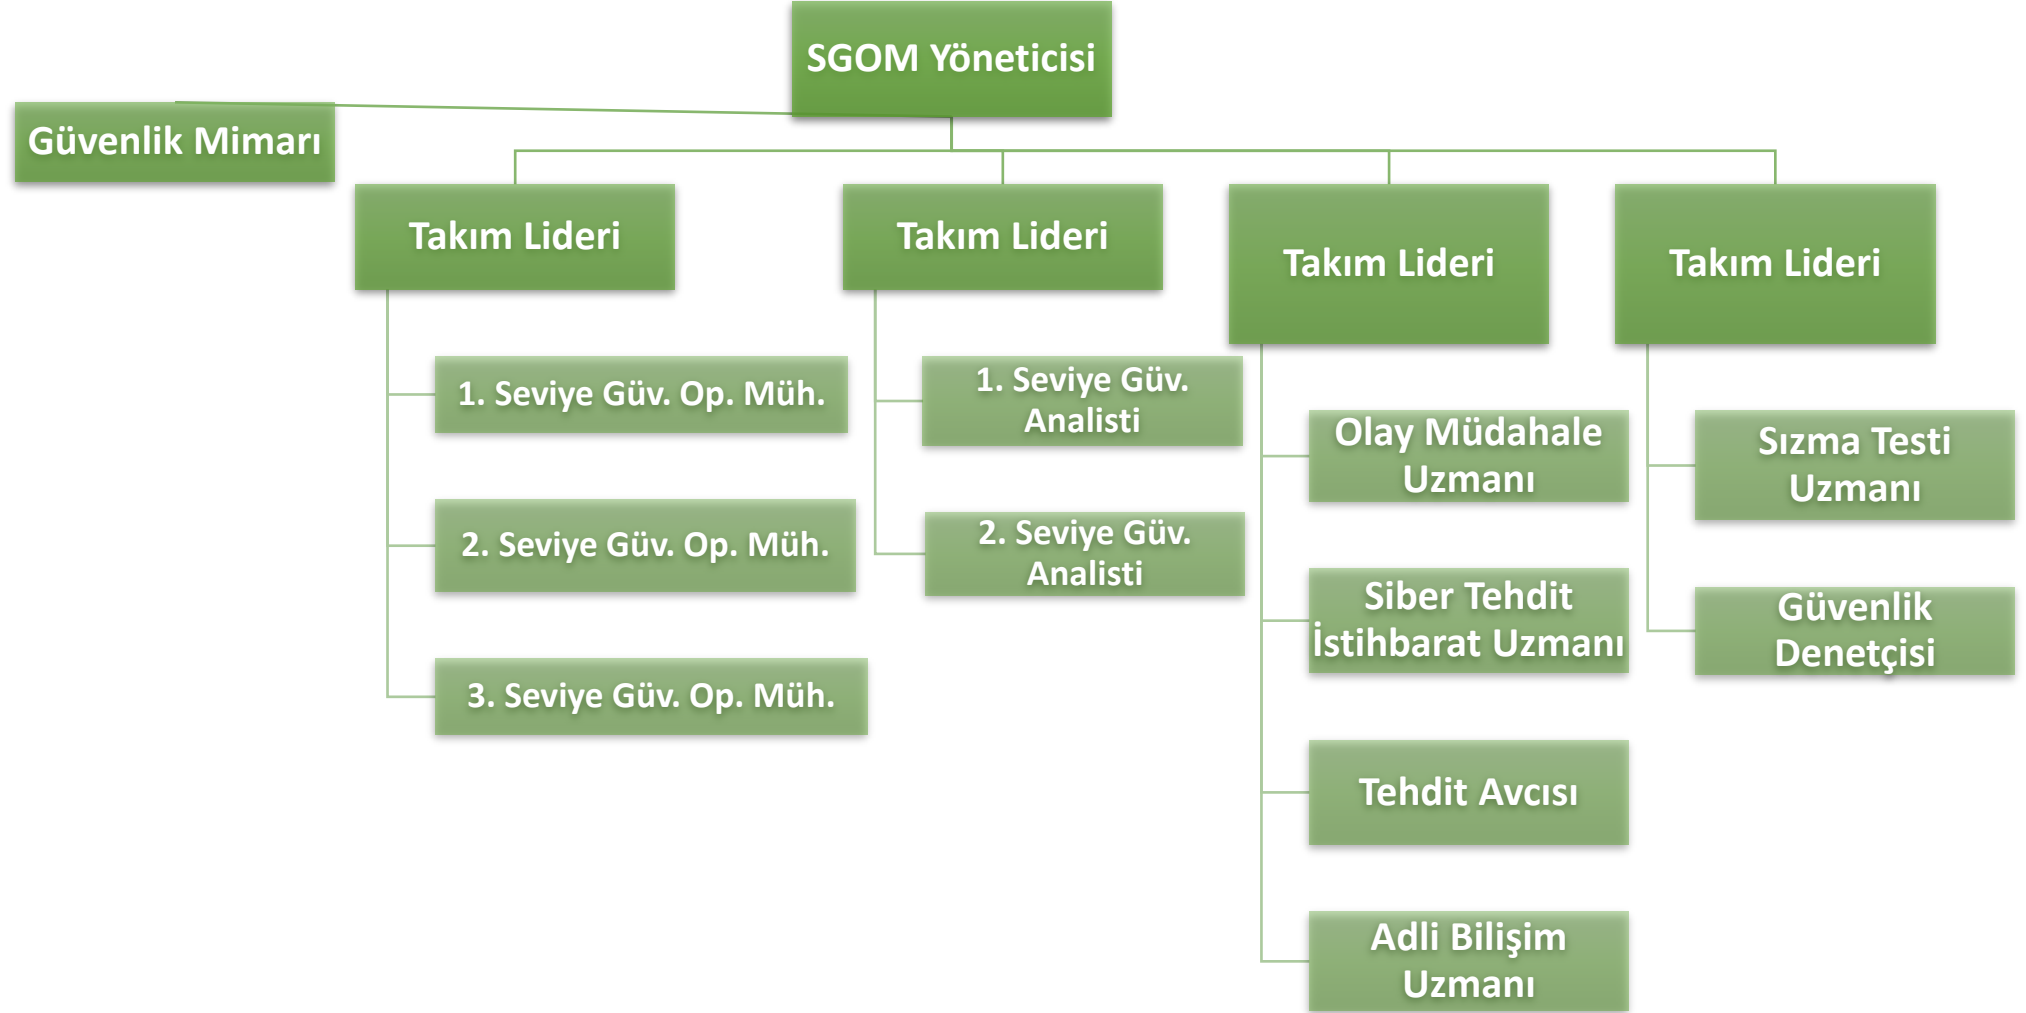 SGOM Yöneticisi
Güvenlik Mimarı
Takım Lideri
1. Seviye Güv. Op. Müh.
2. Seviye Güv. Op. Müh.
3. Seviye Güv. Op. Müh.
Takım Lideri
1. Seviye Güv.
Analisti
2. Seviye Güv.
Analisti
Takım Lideri
Olay Müdahale
Uzmanı
Siber Tehdit
İstihbarat Uzmanı
Tehdit Avcısı
Adli Bilişim
Uzmanı
Takım Lideri
Sızma Testi
Uzmanı
Güvenlik
Denetçisi